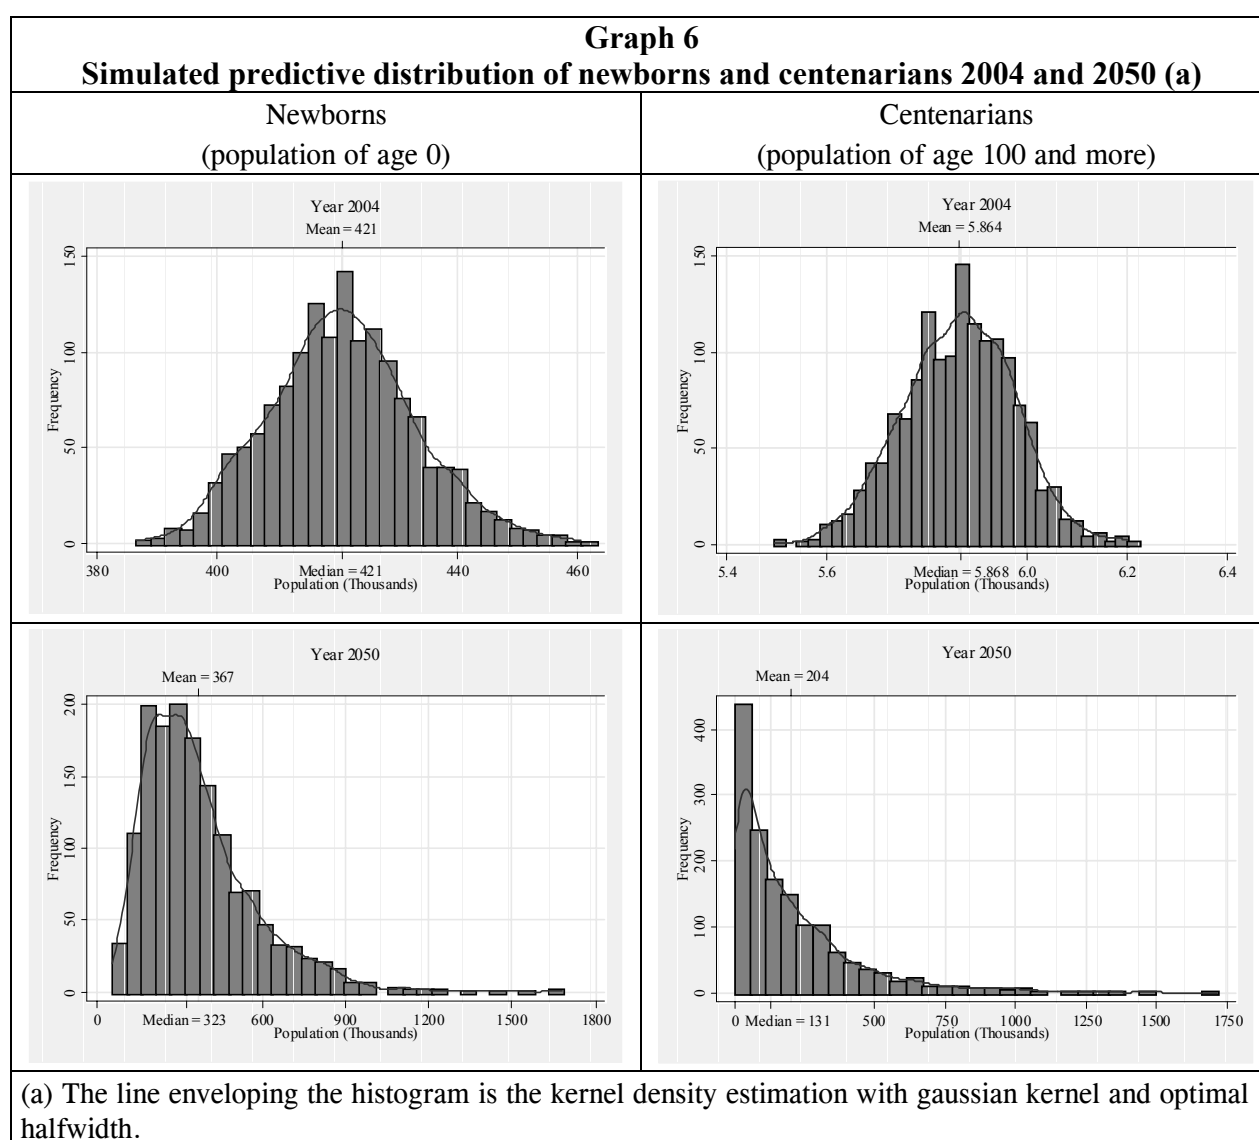 Graph 6
Simulated predictive distribution of newborns and centenarians 2004 and 2050 (a)
Newborns
(population of age 0)
Centenarians
(population of age 100 and more)
Year 2004
Mean = 421
150
100
50
0
Frequency
380 400 Median = 421 440 460
Population (Thousands)
Year 2004
Mean = 5.864
150
100
50
0
Frequency
5.4 5.6 Median = 5.868 6.0 6.2 6.4
Population (Thousands)
Year 2050
Mean = 367
200
150
100
50
0
Frequency
0 Median = 323 600 900 1200 1500 1800
Population (Thousands)
Year 2050
Mean = 204
400
300
200
100
0
Frequency
0 Median = 131 500 750 1000 1250 1500 1750
Population (Thousands)
(a) The line enveloping the histogram is the kernel density estimation with gaussian kernel and optimal
halfwidth.